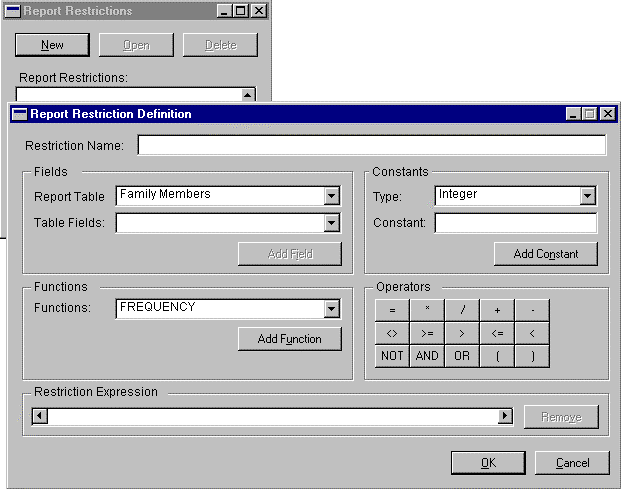 Report Restrictions
New Open Delete
Report Restrictions:
Report Restriction Definition
Restriction Name:
Fields
Report Table Family Members
Table Fields:
Add Field
Constants
Type: Integer
Constant:
Add Constant
Functions
Functions: FREQUENCY
Add Function
Operators
= * / + -
<> >= > <= <
NOT AND OR ( )
Restriction Expression
Remove
OK Cancel